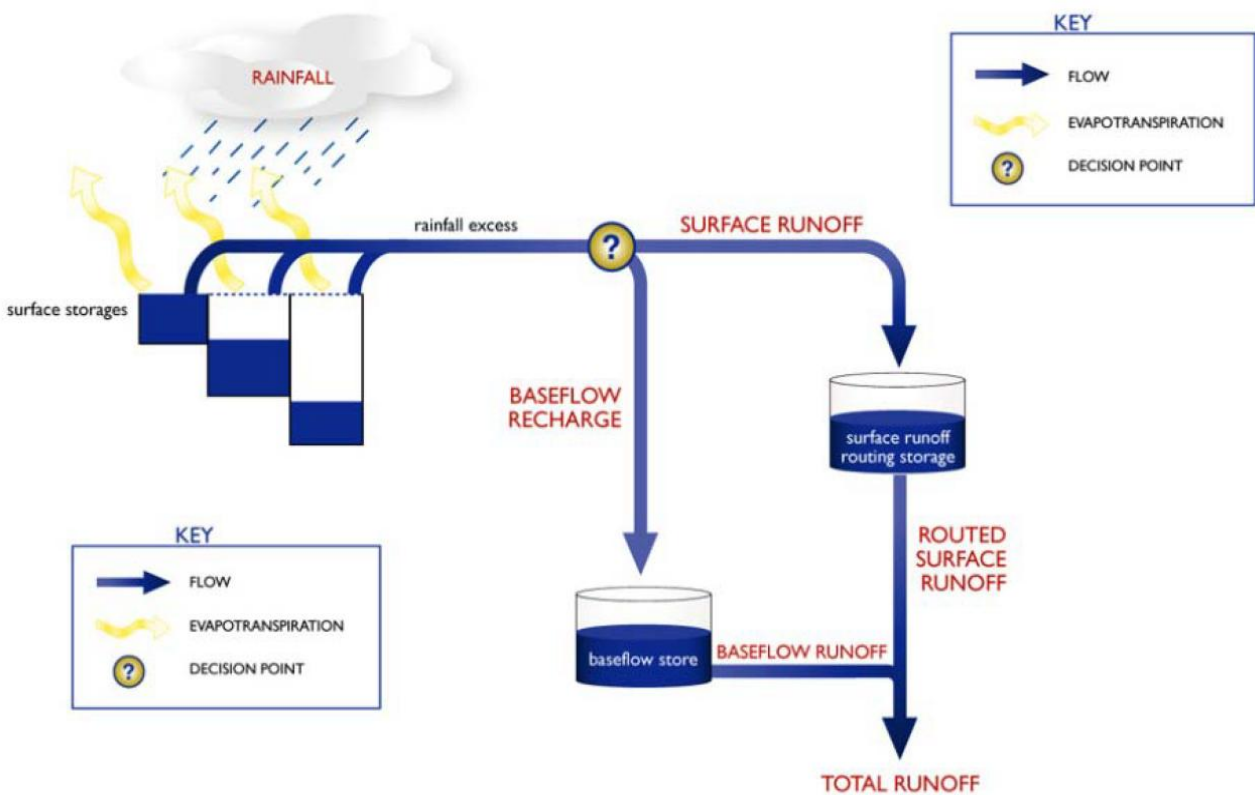 KEY
FLOW
EVAPOTRANSPIRATION
?
DECISION POINT
RAINFALL
rainfall excess
?
SURFACE RUNOFF
surface storages
BASEFLOW
RECHARGE
surface runoff
routing storage
ROUTED
SURFACE
RUNOFF
KEY
FLOW
EVAPOTRANSPIRATION
?
DECISION POINT
baseflow store
BASEFLOW RUNOFF
TOTAL RUNOFF